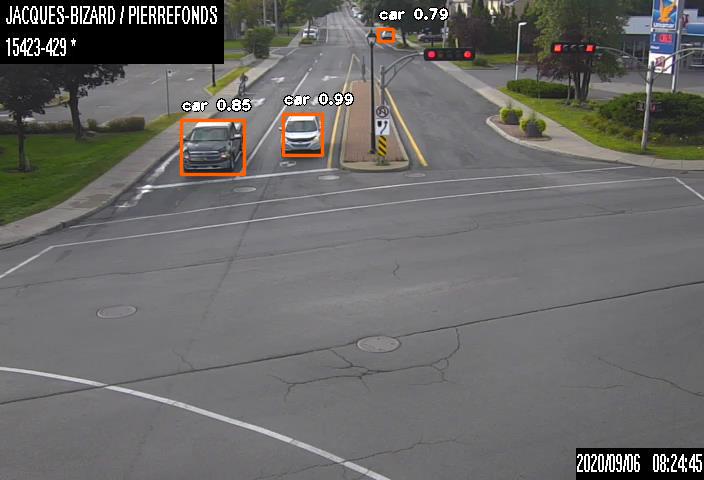 JACQUES-BIZARD / PIERREFONDS
15423-429 *
car 0.79
car 0.85
car 0.99
2020/09/06 08:24:45